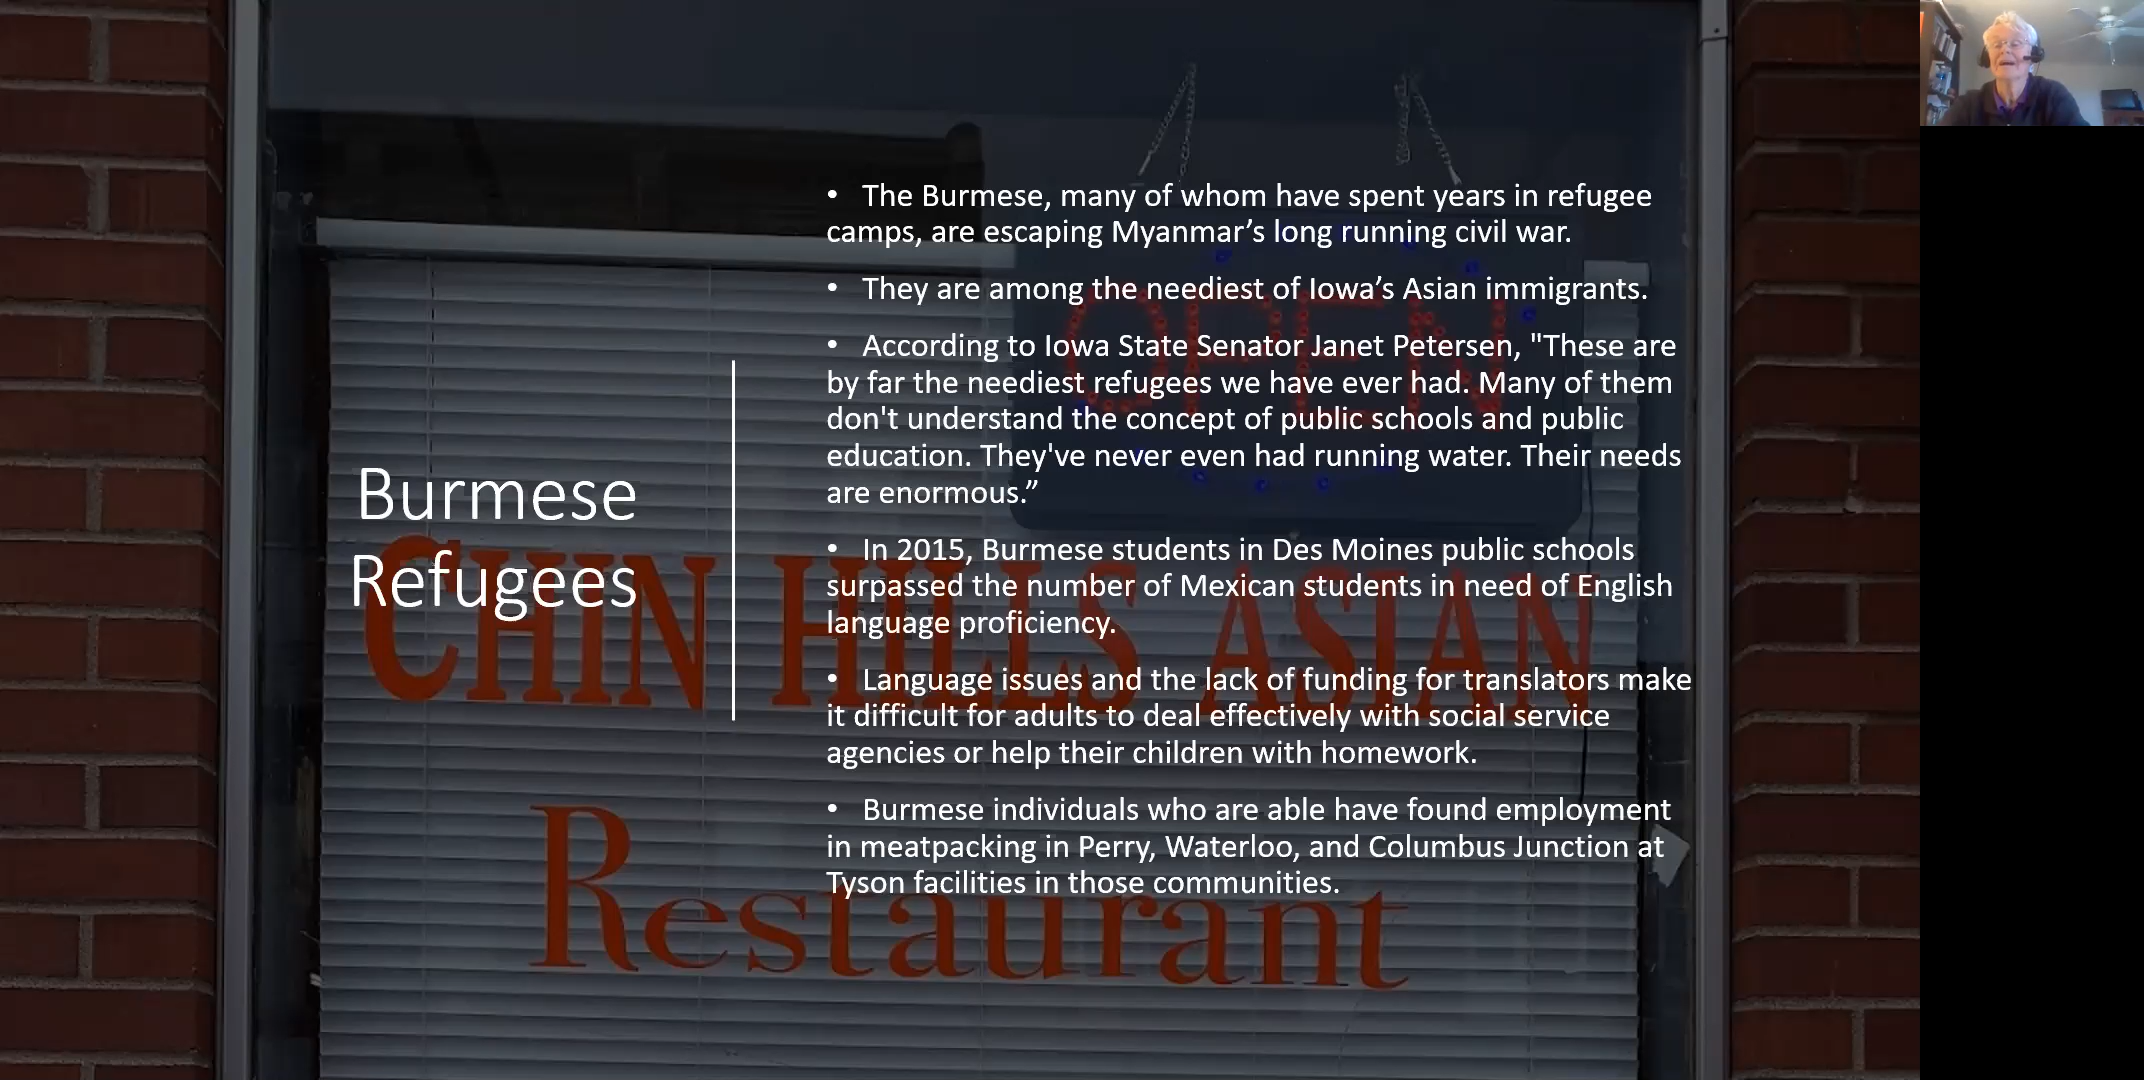 Burmese
Refugees
• The Burmese, many of whom have spent years in refugee
camps, are escaping Myanmar’s long running civil war.
• They are among the neediest of Iowa’s Asian immigrants.
• According to Iowa State Senator Janet Petersen, "These are
by far the neediest refugees we have ever had. Many of them
don't understand the concept of public schools and public
education. They've never even had running water. Their needs
are enormous.”
• In 2015, Burmese students in Des Moines public schools
surpassed the number of Mexican students in need of English
language proficiency.
• Language issues and the lack of funding for translators make
it difficult for adults to deal effectively with social service
agencies or help their children with homework.
• Burmese individuals who are able have found employment
in meatpacking in Perry, Waterloo, and Columbus Junction at
Tyson facilities in those communities.
OPEN
CHIN HILLS ASIAN
Restaurant